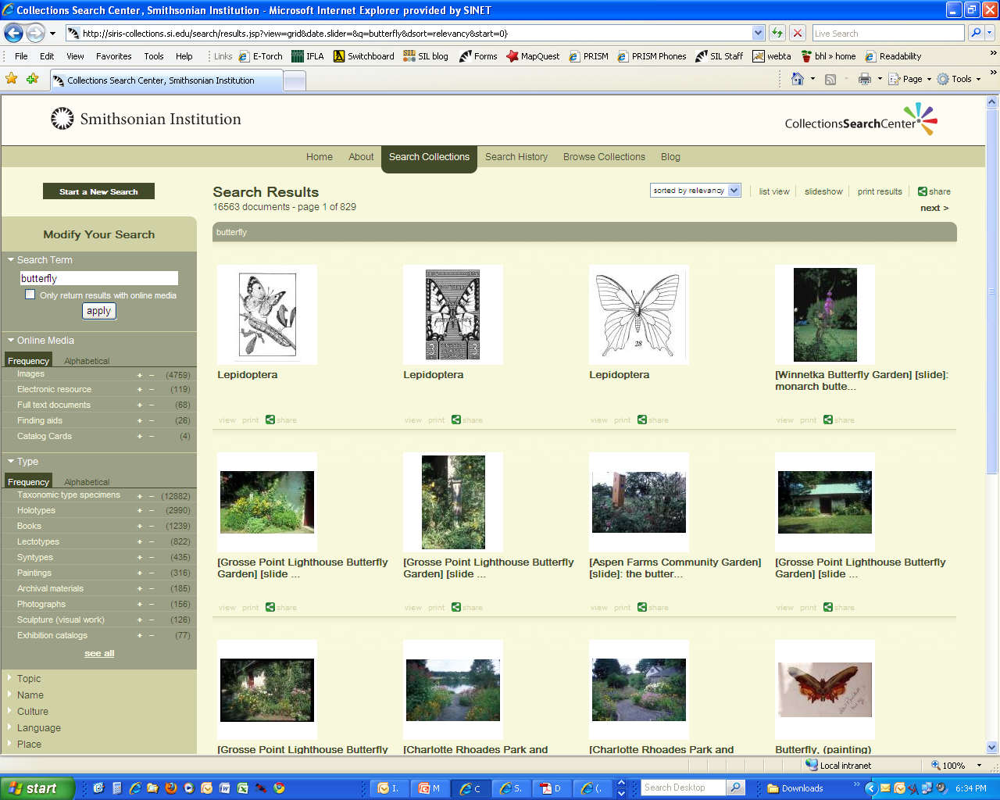 Collections Search Center, Smithsonian Institution - Microsoft Internet Explorer provided by SINET
http://siris-collections.si.edu/search/results.jsp?view=grid&date.slider=&q=butterfly&dsort=relevancy&start=0}
Live Search
File Edit View Favorites Tools Help Links E-Torch IFLA Switchboard SIL blog Forms MapQuest PRISM PRISM Phones SIL Staff webta bhl » home Readability »
Collections Search Center, Smithsonian Institution Page Tools »
Smithsonian Institution
CollectionsSearchCenter
Home About Search Collections Search History Browse Collections Blog
Start a New Search
Search Results
16563 documents - page 1 of 829
sorted by relevancy list view slideshow print results share
next >
butterfly
Modify Your Search
Search Term
butterfly
Only return results with online media
apply
Online Media
Frequency Alphabetical
Images + – (4759)
Electronic resource + – (119)
Full text documents + – (68)
Finding aids + – (26)
Catalog Cards + – (4)
Type
Frequency Alphabetical
Taxonomic type specimens + – (12882)
Holotypes + – (2990)
Books + – (1239)
Lectotypes + – (822)
Syntypes + – (435)
Paintings + – (316)
Archival materials + – (185)
Photographs + – (156)
Sculpture (visual work) + – (126)
Exhibition catalogs + – (77)
see all
Topic
Name
Culture
Language
Place
3 3
28
Lepidoptera
view print share
Lepidoptera
view print share
Lepidoptera
view print share
[Winnetka Butterfly Garden] [slide]:
monarch butte...
view print share
[Grosse Point Lighthouse Butterfly
Garden] [slide ...
view print share
[Grosse Point Lighthouse Butterfly
Garden] [slide ...
view print share
[Aspen Farms Community Garden]
[slide]: the butter...
view print share
[Grosse Point Lighthouse Butterfly
Garden] [slide ...
view print share
[Grosse Point Lighthouse Butterfly
[Charlotte Rhoades Park and
[Charlotte Rhoades Park and
Butterfly, (painting)
Local intranet 100%
start I. M C S. D (. Search Desktop Downloads » 6:34 PM